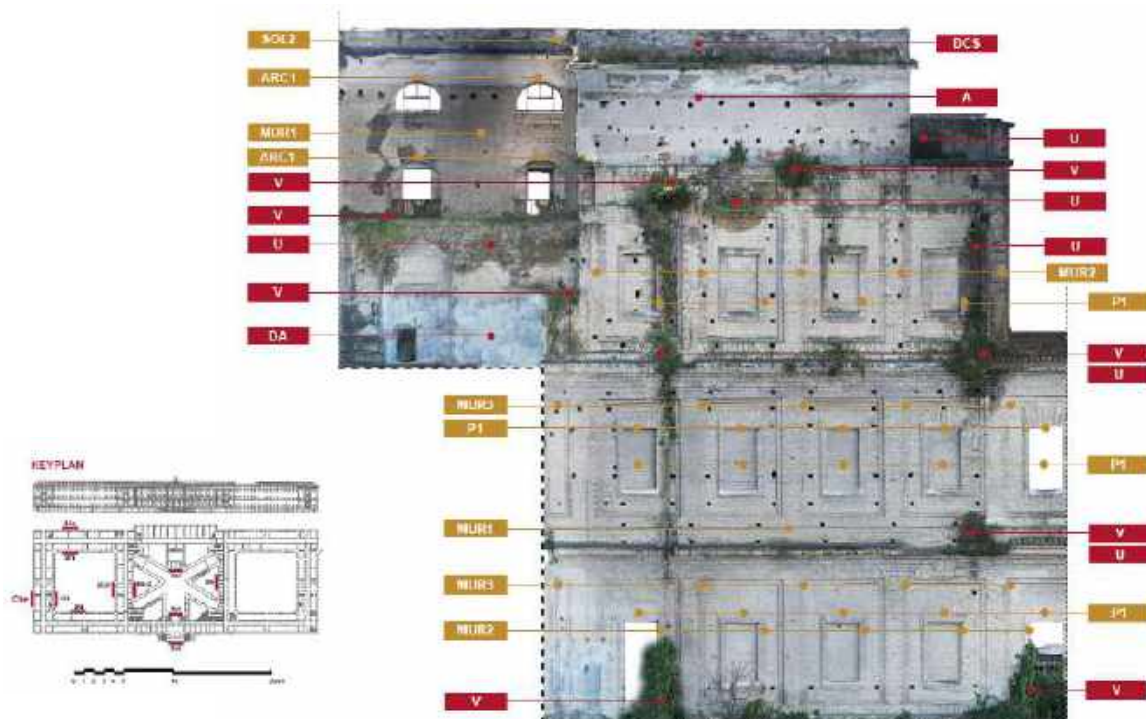 SOL2
DCS
ARC1
A
MUR1
U
ARC1
V
V
U
V
U
U
MUR2
V
P1
DA
V
U
MUR3
P1
P1
MUR1
V
U
MUR3
P1
MUR2
V
V
KEYPLAN